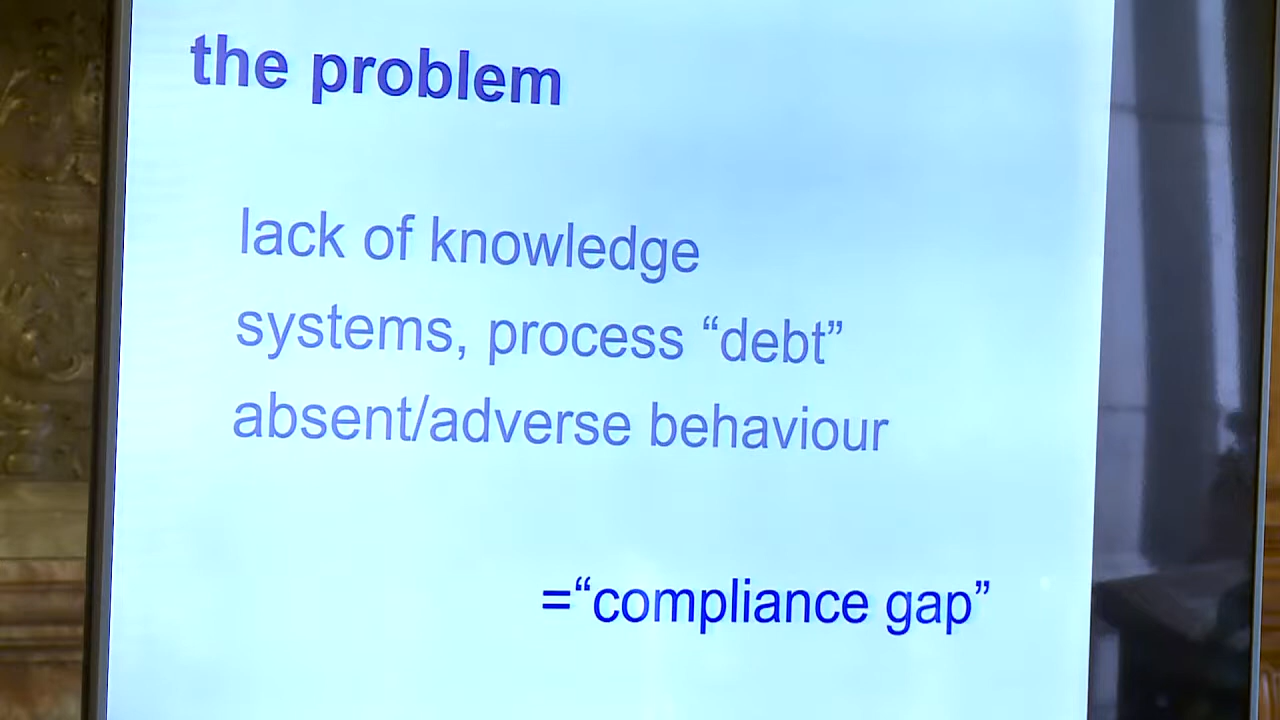 the problem
lack of knowledge
systems, process “debt”
absent/adverse behaviour
=“compliance gap”